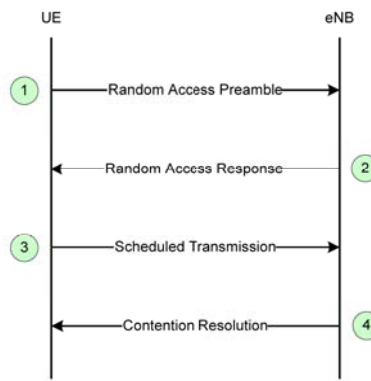 UE
eNB
1
Random Access Preamble
Random Access Response
2
3
Scheduled Transmission
Contention Resolution
4